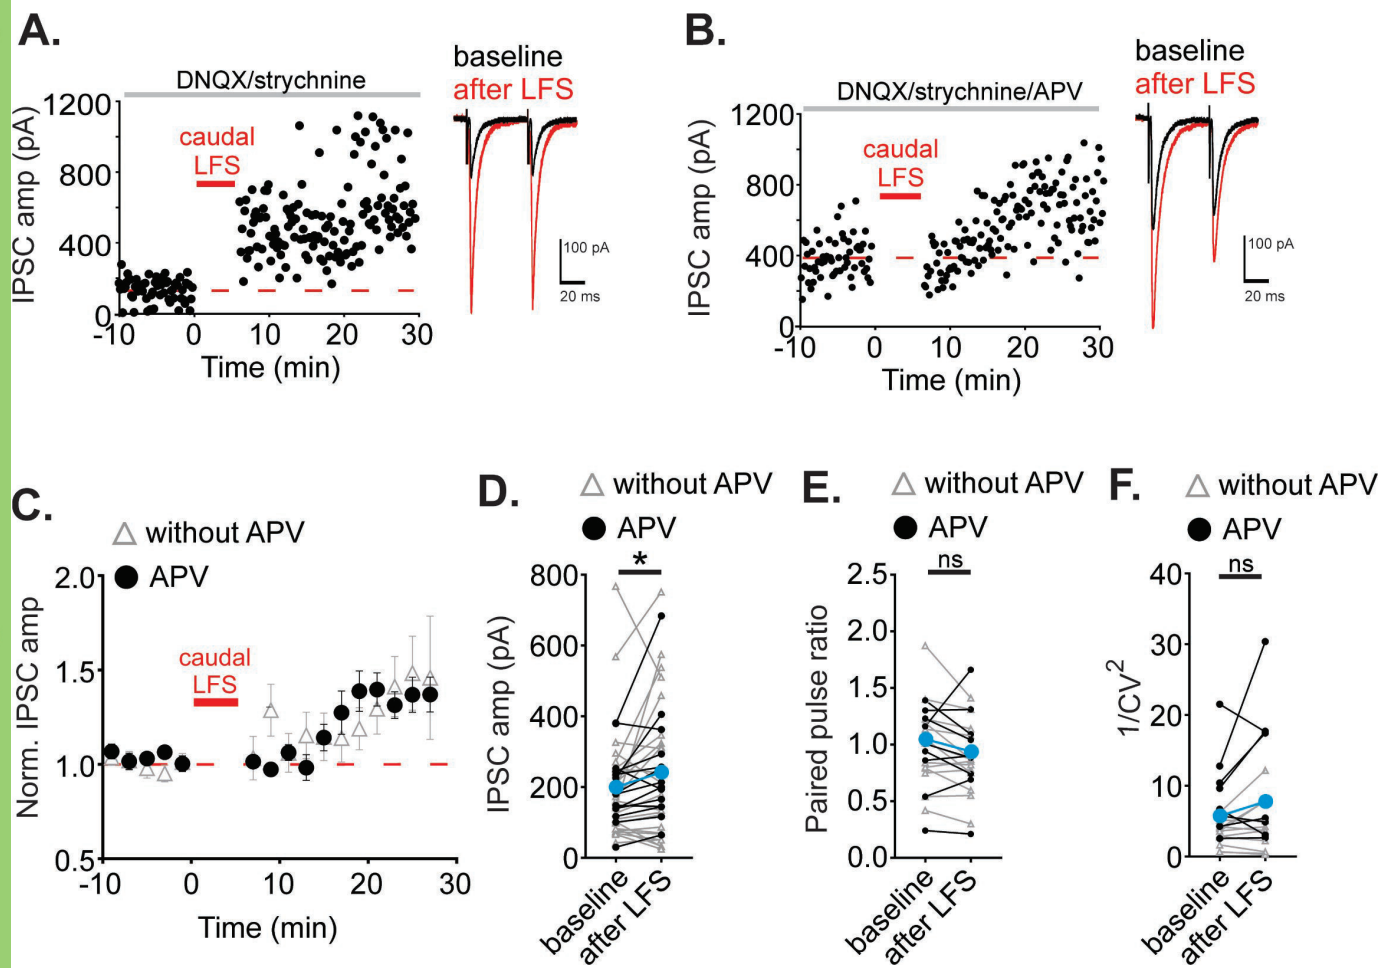 A.
DNQX/strychnine
baseline
after LFS
IPSC amp (pA)
1200
800
400
0
caudal
LFS
100 pA
20 ms
-10
0
10
20
30
Time (min)
B.
DNQX/strychnine/APV
baseline
after LFS
IPSC amp (pA)
1200
800
400
0
caudal
LFS
100 pA
20 ms
-10
0
10
20
30
Time (min)
C.
without APV
APV
Norm. IPSC amp
2.0
1.5
1.0
0.5
caudal
LFS
-10
0
10
20
30
Time (min)
D.
without APV
APV
*
IPSC amp (pA)
800
600
400
200
0
baseline
after LFS
E.
without APV
APV
ns
Paired pulse ratio
2.5
2.0
1.5
1.0
0.5
0.0
baseline
after LFS
F.
without APV
APV
ns
1/CV²
40
30
20
10
0
baseline
after LFS